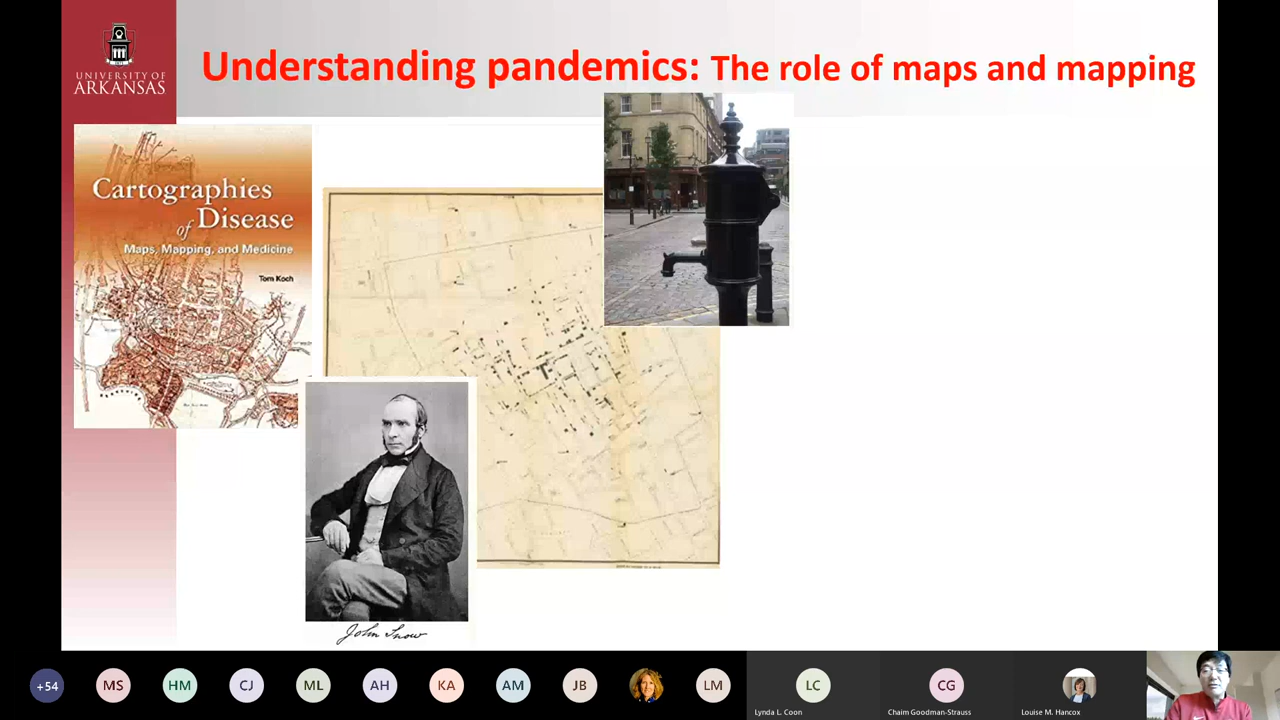 UNIVERSITY OF
ARKANSAS
Understanding pandemics: The role of maps and mapping
Cartographies
of Disease
Maps, Mapping, and Medicine
Tom Koch
John Snow
+54
MS
HM
CJ
ML
AH
KA
AM
JB
LM
LC
CG
Lynda L. Coon
Chaim Goodman-Strauss
Louise M. Hancox